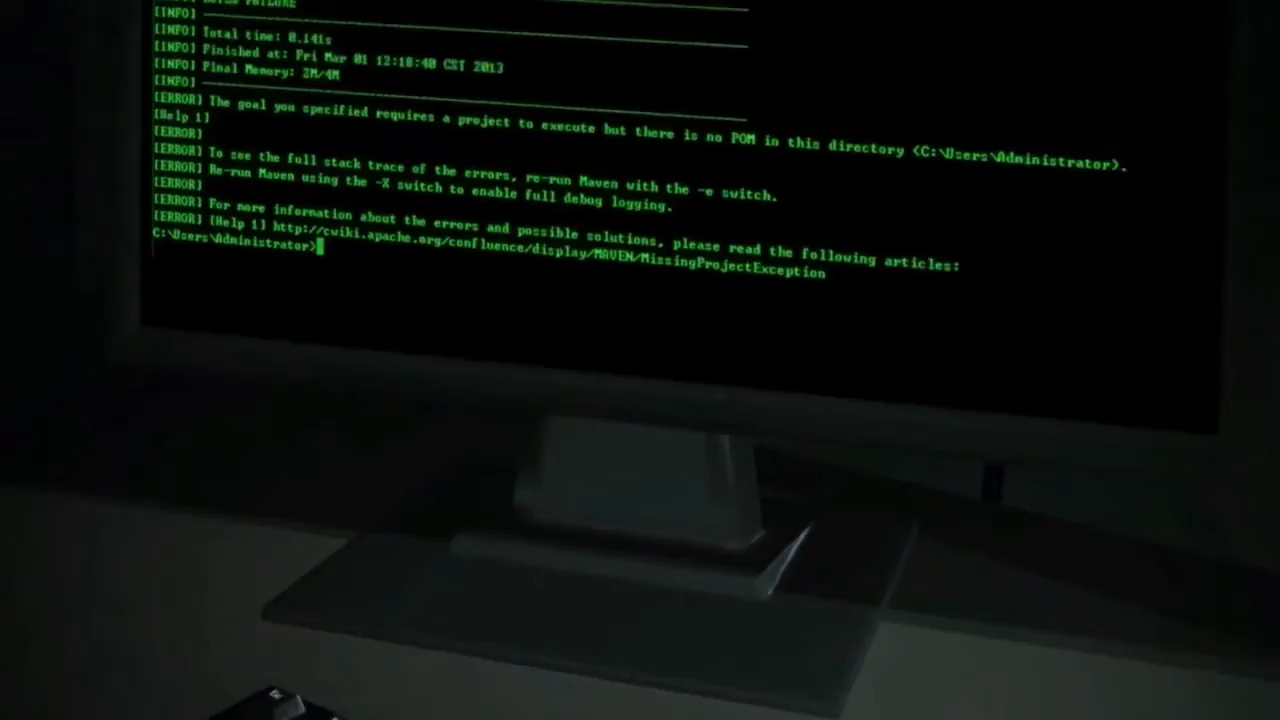 FAILURE
[INFO]
[INFO] Total time: 0.141s
[INFO] Finished at: Fri Mar 01 12:18:40 CST 2013
[INFO] Final Memory: 2M/4M
[INFO]
[ERROR] The goal you specified requires a project to execute but there is no POM in this directory (C:\Users\Administrator).
[Help 1]
[ERROR]
[ERROR] To see the full stack trace of the errors, re-run Maven with the -e switch.
[ERROR] Re-run Maven using the -X switch to enable full debug logging.
[ERROR]
[ERROR] For more information about the errors and possible solutions, please read the following articles:
[ERROR] [Help 1] http://cwiki.apache.org/confluence/display/MAVEN/MissingProjectException
C:\Users\Administrator>